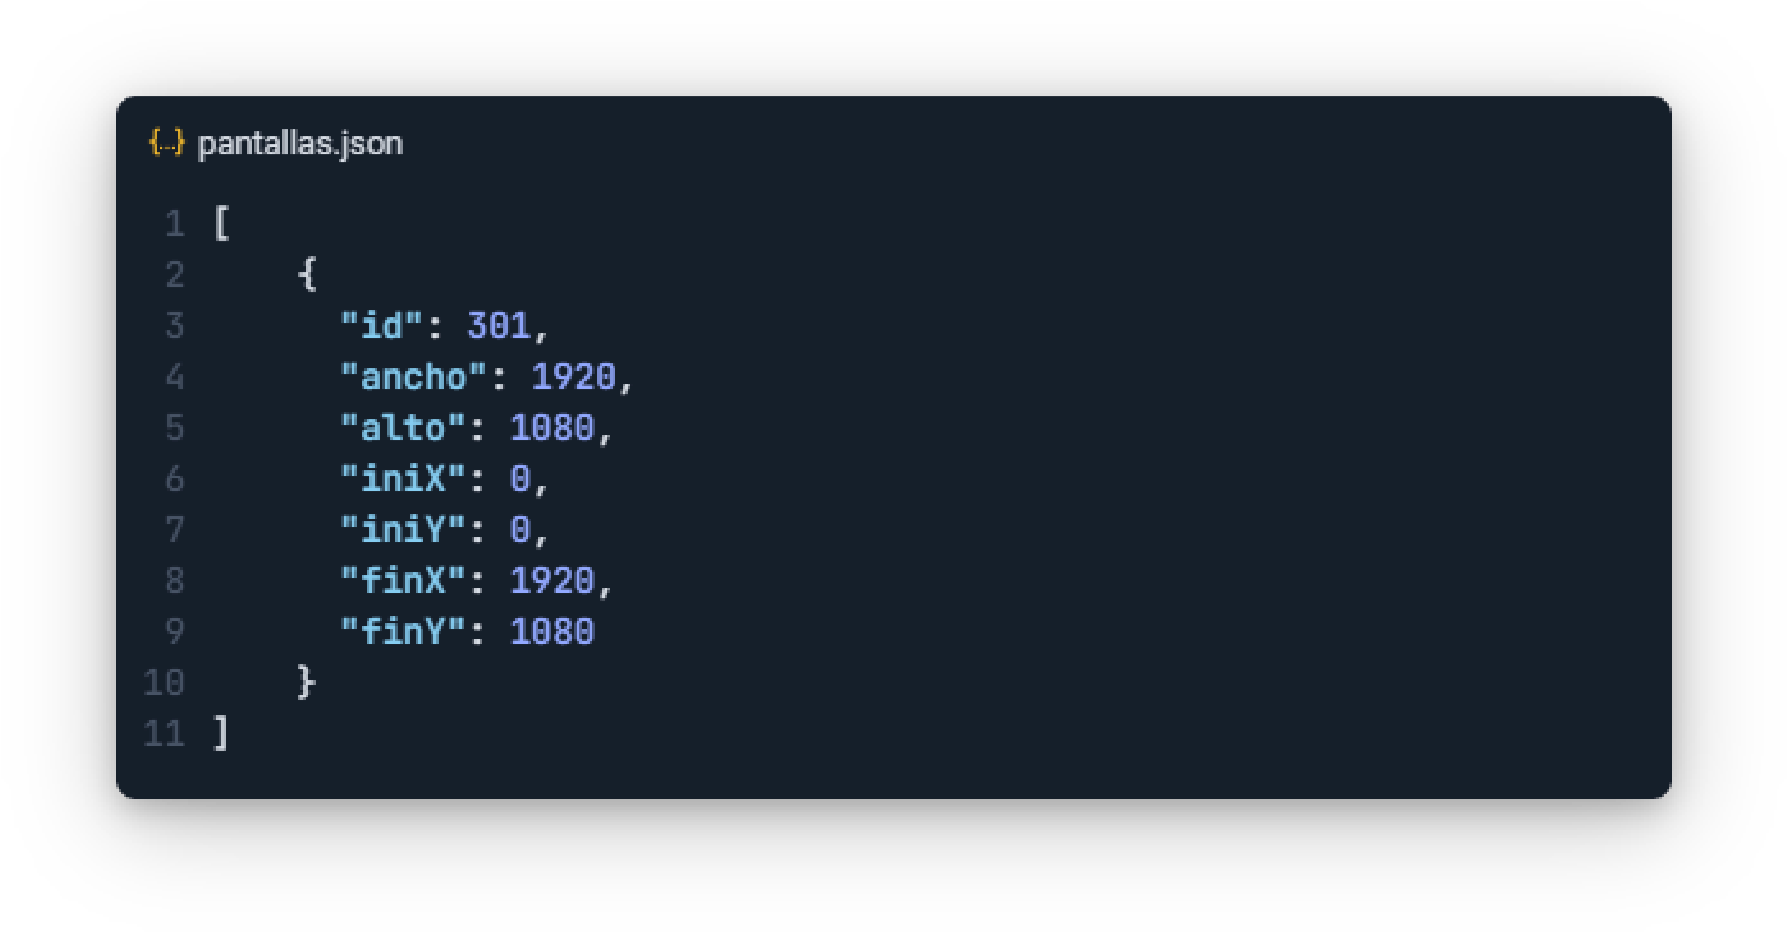 {...} pantallas.json
1 [
2     {
3       "id": 301,
4       "ancho": 1920,
5       "alto": 1080,
6       "iniX": 0,
7       "iniY": 0,
8       "finX": 1920,
9       "finY": 1080
10     }
11 ]